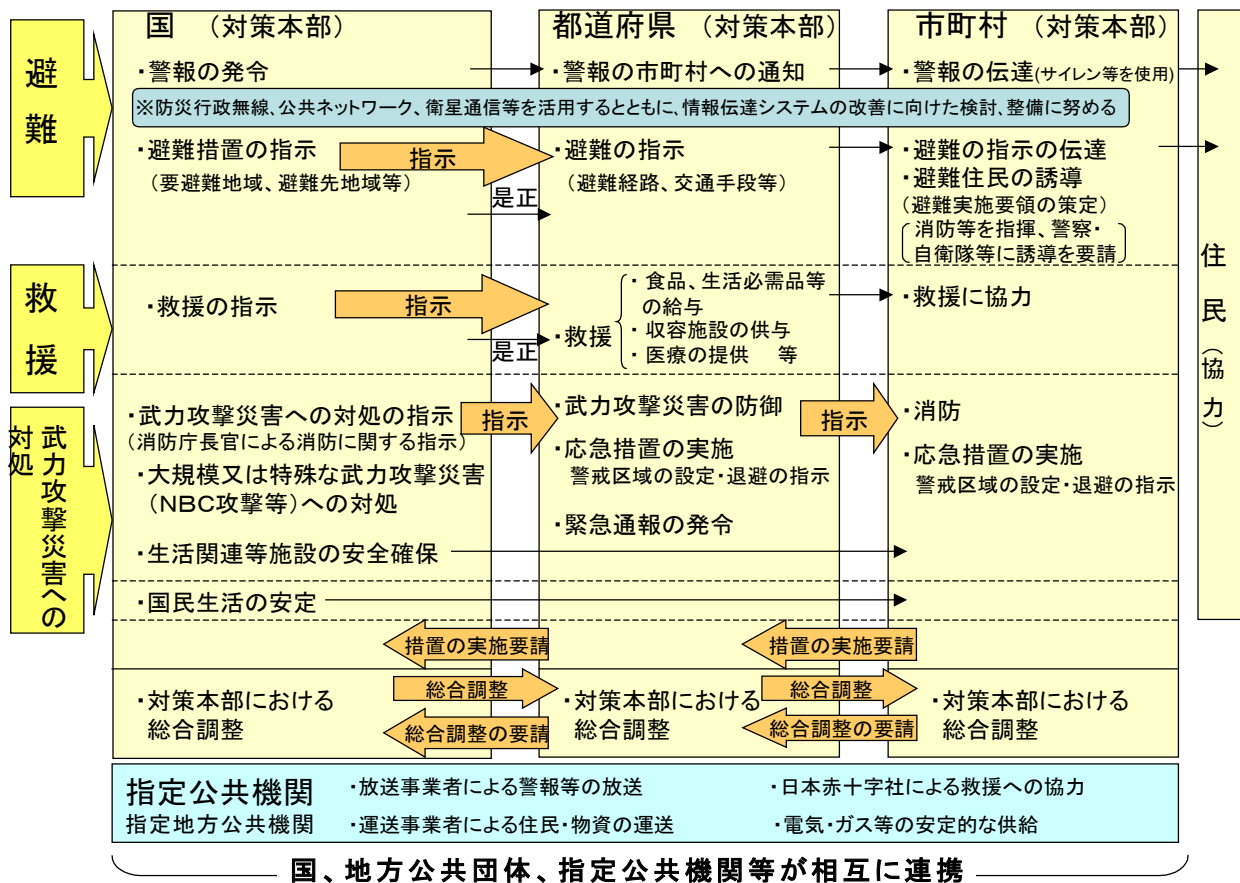 避難
国 (対策本部)
都道府県 (対策本部)
市町村 (対策本部)
・警報の発令
・警報の市町村への通知
・警報の伝達(サイレン等を使用)
※防災行政無線、公共ネットワーク、衛星通信等を活用するとともに、情報伝達システムの改善に向けた検討、整備に努める
・避難措置の指示
(要避難地域、避難先地域等)
指示
是正
・避難の指示
(避難経路、交通手段等)
・避難の指示の伝達
・避難住民の誘導
(避難実施要領の策定)
消防等を指揮、警察・
自衛隊等に誘導を要請
救援
・救援の指示
指示
是正
・救援
・食品、生活必需品等
の給与
・収容施設の供与
・医療の提供 等
・救援に協力
武力攻撃災害への
対処
・武力攻撃災害への対処の指示
(消防庁長官による消防に関する指示)
・大規模又は特殊な武力攻撃災害
(NBC攻撃等)への対処
・生活関連等施設の安全確保
指示
・武力攻撃災害の防御
・応急措置の実施
警戒区域の設定・退避の指示
・緊急通報の発令
指示
・消防
・応急措置の実施
警戒区域の設定・退避の指示
・国民生活の安定
措置の実施要請
措置の実施要請
・対策本部における
総合調整
総合調整
総合調整の要請
・対策本部における
総合調整
総合調整
総合調整の要請
・対策本部における
総合調整
住民(協力)
指定公共機関
指定地方公共機関
・放送事業者による警報等の放送
・日本赤十字社による救援への協力
・運送事業者による住民・物資の運送
・電気・ガス等の安定的な供給
国、地方公共団体、指定公共機関等が相互に連携